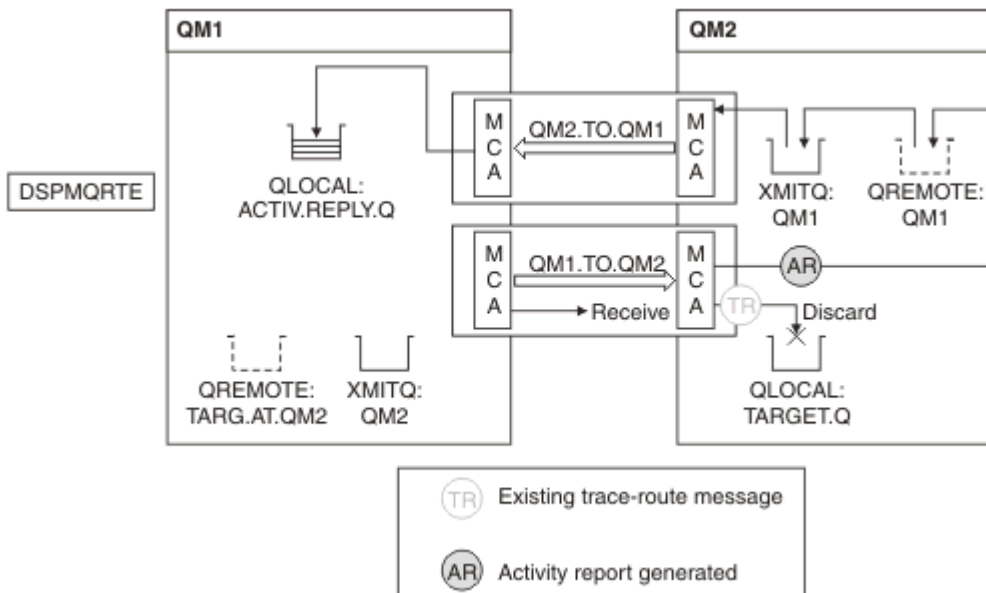 QM1
QM2
M
C
A
QM2.TO.QM1
M
C
A
DSPMQRTE
QLOCAL:
ACTIV.REPLY.Q
XMITQ:
QM1
QREMOTE:
QM1
M
C
A
QM1.TO.QM2
Receive
M
C
A
AR
TR
Discard
QREMOTE:
TARG.AT.QM2
XMITQ:
QM2
QLOCAL:
TARGET.Q
TR Existing trace-route message
AR Activity report generated